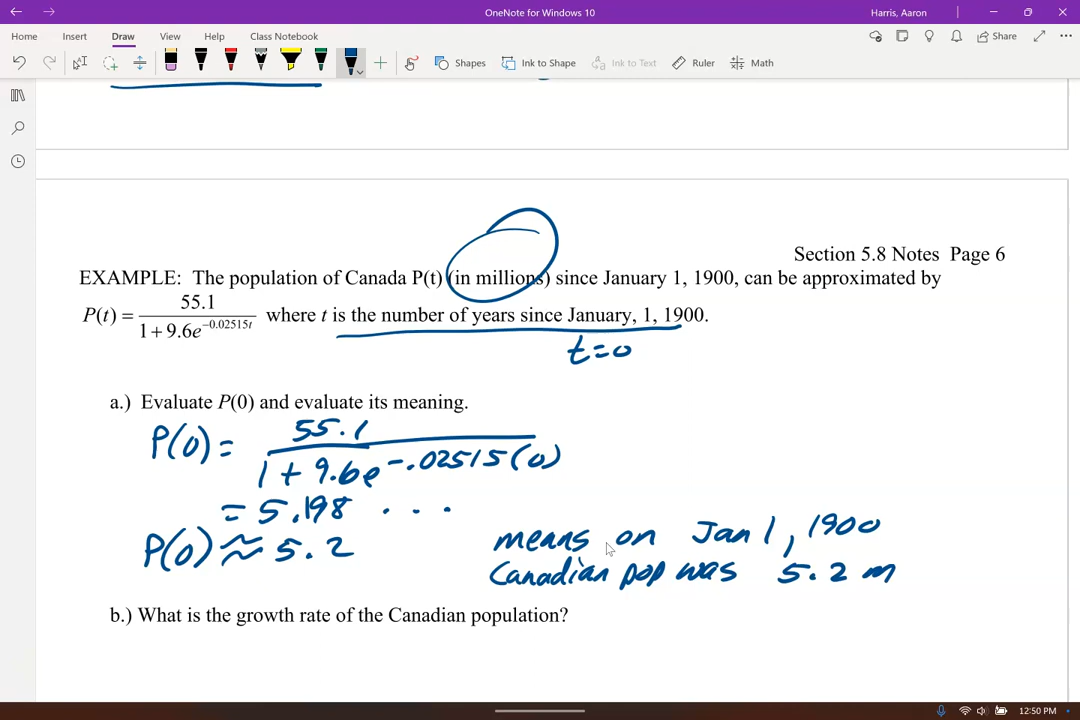 OneNote for Windows 10
Harris, Aaron
Home Insert Draw View Help Class Notebook
Share
Shapes Ink to Shape Ink to Text Ruler Math
Section 5.8 Notes Page 6
EXAMPLE: The population of Canada P(t) (in millions) since January 1, 1900, can be approximated by
P(t) = 55.1 / 1 + 9.6e^−0.02515t where t is the number of years since January, 1, 1900.
t=0
a.) Evaluate P(0) and evaluate its meaning.
P(0) = 55.1 / 1 + 9.6e^-.02515(0)
= 5.198 ...
P(0) ≈ 5.2
means on Jan 1, 1900
Canadian pop was 5.2 m
b.) What is the growth rate of the Canadian population?
12:50 PM